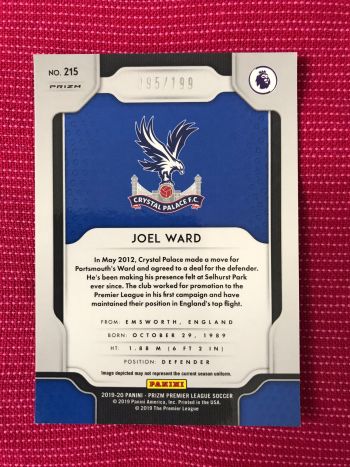 NO. 215
PRIZM
095/199
CRYSTAL PALACE F.C.
JOEL WARD
In May 2012, Crystal Palace made a move for
Portsmouth's Ward and agreed to a deal for the defender.
He's been making his presence felt at Selhurst Park
ever since. The club worked for promotion to the
Premier League in his first campaign and have
maintained their position in England's top flight.
FROM: EMSWORTH, ENGLAND
BORN: OCTOBER 29, 1989
HT: 1.88 M (6 FT 2 IN)
POSITION: DEFENDER
Image depicted may not represent the current season uniform.
PANINI
2019-20 PANINI - PRIZM PREMIER LEAGUE SOCCER
© 2019 Panini America, Inc. Printed in the USA.
© 2019 The Premier League